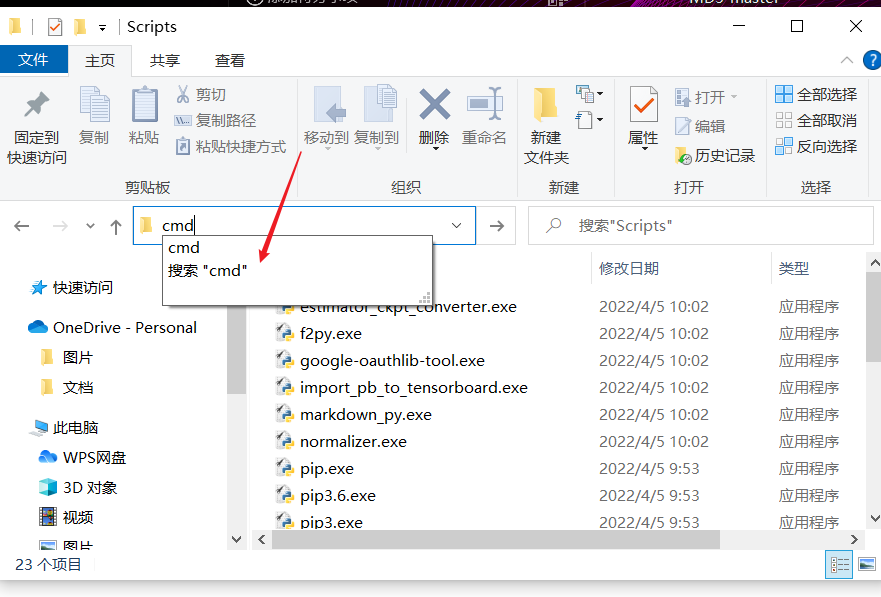 MD5-master
Scripts
文件 主页 共享 查看
固定到
快速访问
复制
粘贴
剪切
复制路径
粘贴快捷方式
剪贴板
移动到 复制到 删除 重命名
组织
新建
文件夹
新建
属性
打开
编辑
历史记录
打开
全部选择
全部取消
反向选择
选择
cmd
搜索"Scripts"
cmd
搜索 "cmd"
修改日期 类型
快速访问
OneDrive - Personal
图片
文档
此电脑
WPS网盘
3D 对象
视频
图片
estimator_ckpt_converter.exe 2022/4/5 10:02 应用程序
f2py.exe 2022/4/5 10:02 应用程序
google-oauthlib-tool.exe 2022/4/5 10:02 应用程序
import_pb_to_tensorboard.exe 2022/4/5 10:02 应用程序
markdown_py.exe 2022/4/5 10:02 应用程序
normalizer.exe 2022/4/5 10:02 应用程序
pip.exe 2022/4/5 9:53 应用程序
pip3.6.exe 2022/4/5 9:53 应用程序
pip3.exe 2022/4/5 9:53 应用程序
23 个项目